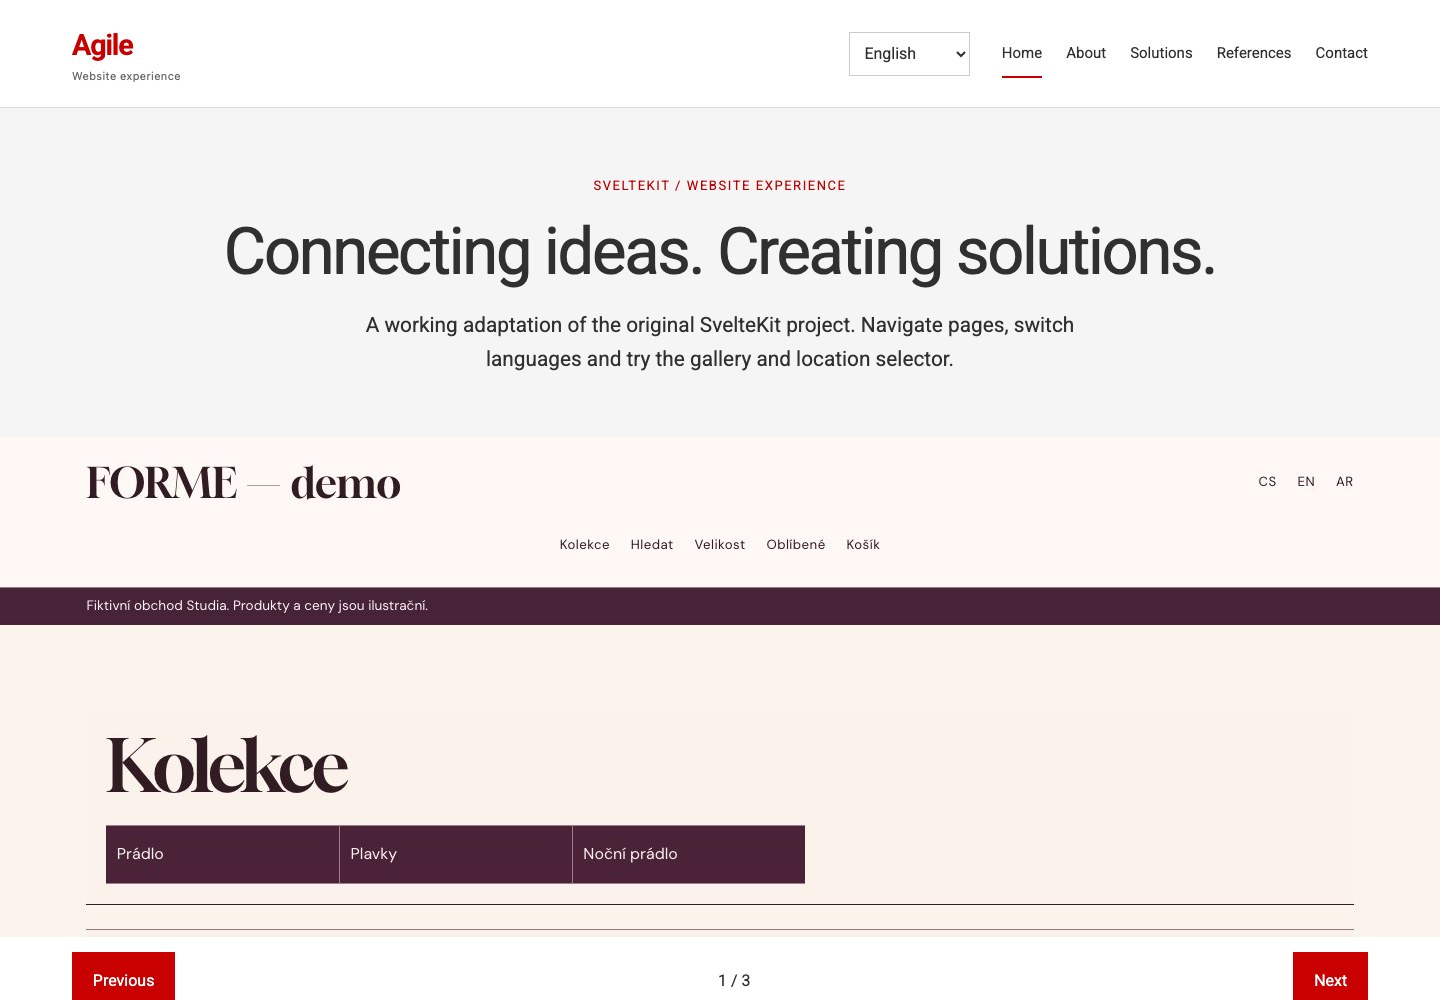 Agile
Website experience
English
Home About Solutions References Contact
SVELTEKIT / WEBSITE EXPERIENCE
Connecting ideas. Creating solutions.
A working adaptation of the original SvelteKit project. Navigate pages, switch
languages and try the gallery and location selector.
FORME — demo
CS EN AR
Kolekce Hledat Velikost Oblíbené Košík
Fiktivní obchod Studia. Produkty a ceny jsou ilustrační.
Kolekce
Prádlo Plavky Noční prádlo
Previous 1 / 3 Next